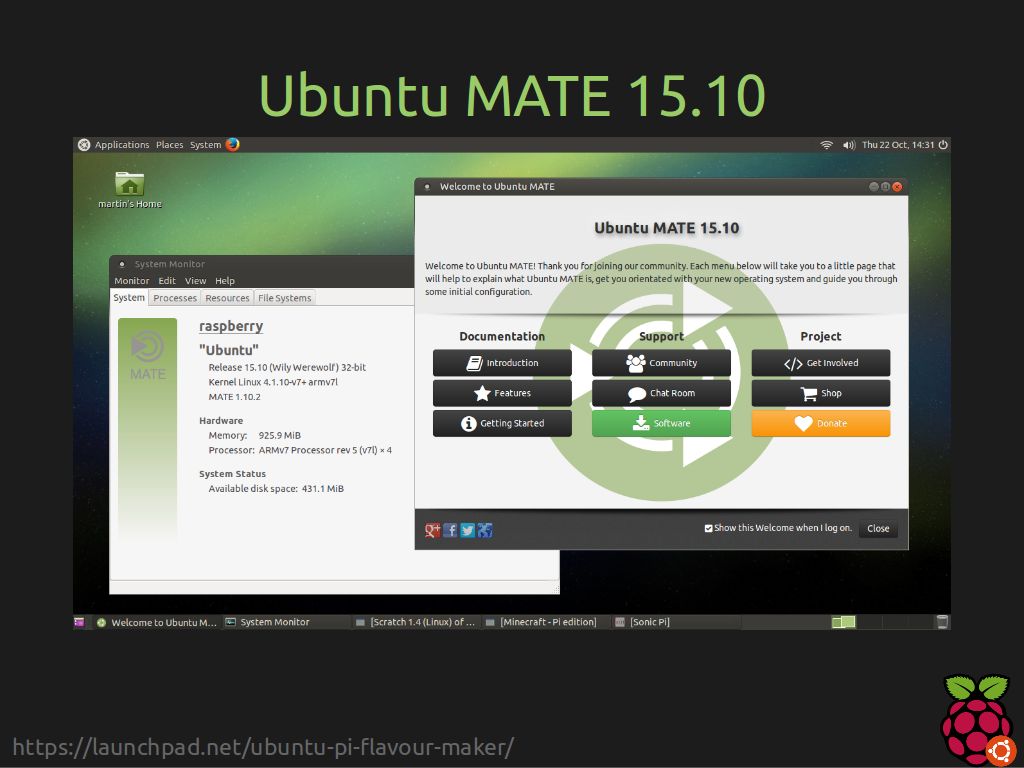 Ubuntu MATE 15.10
Applications Places System
Thu 22 Oct, 14:31
martin's Home
Welcome to Ubuntu MATE
Ubuntu MATE 15.10
Welcome to Ubuntu MATE! Thank you for joining our community. Each menu below will take you to a little page that
will help to explain what Ubuntu MATE is, get you orientated with your new operating system and guide you through
some initial configuration.
Documentation
Support
Project
Introduction
Community
Get Involved
Features
Chat Room
Shop
Getting Started
Software
Donate
Show this Welcome when I log on.
Close
System Monitor
Monitor Edit View Help
System Processes Resources File Systems
MATE
raspberry
"Ubuntu"
Release 15.10 (Wily Werewolf) 32-bit
Kernel Linux 4.1.10-v7+ armv7l
MATE 1.10.2
Hardware
Memory: 925.9 MiB
Processor: ARMv7 Processor rev 5 (v7l) × 4
System Status
Available disk space: 431.1 MiB
Welcome to Ubuntu M...
System Monitor
[Scratch 1.4 (Linux) of ...
[Minecraft - Pi edition]
[Sonic Pi]
https://launchpad.net/ubuntu-pi-flavour-maker/